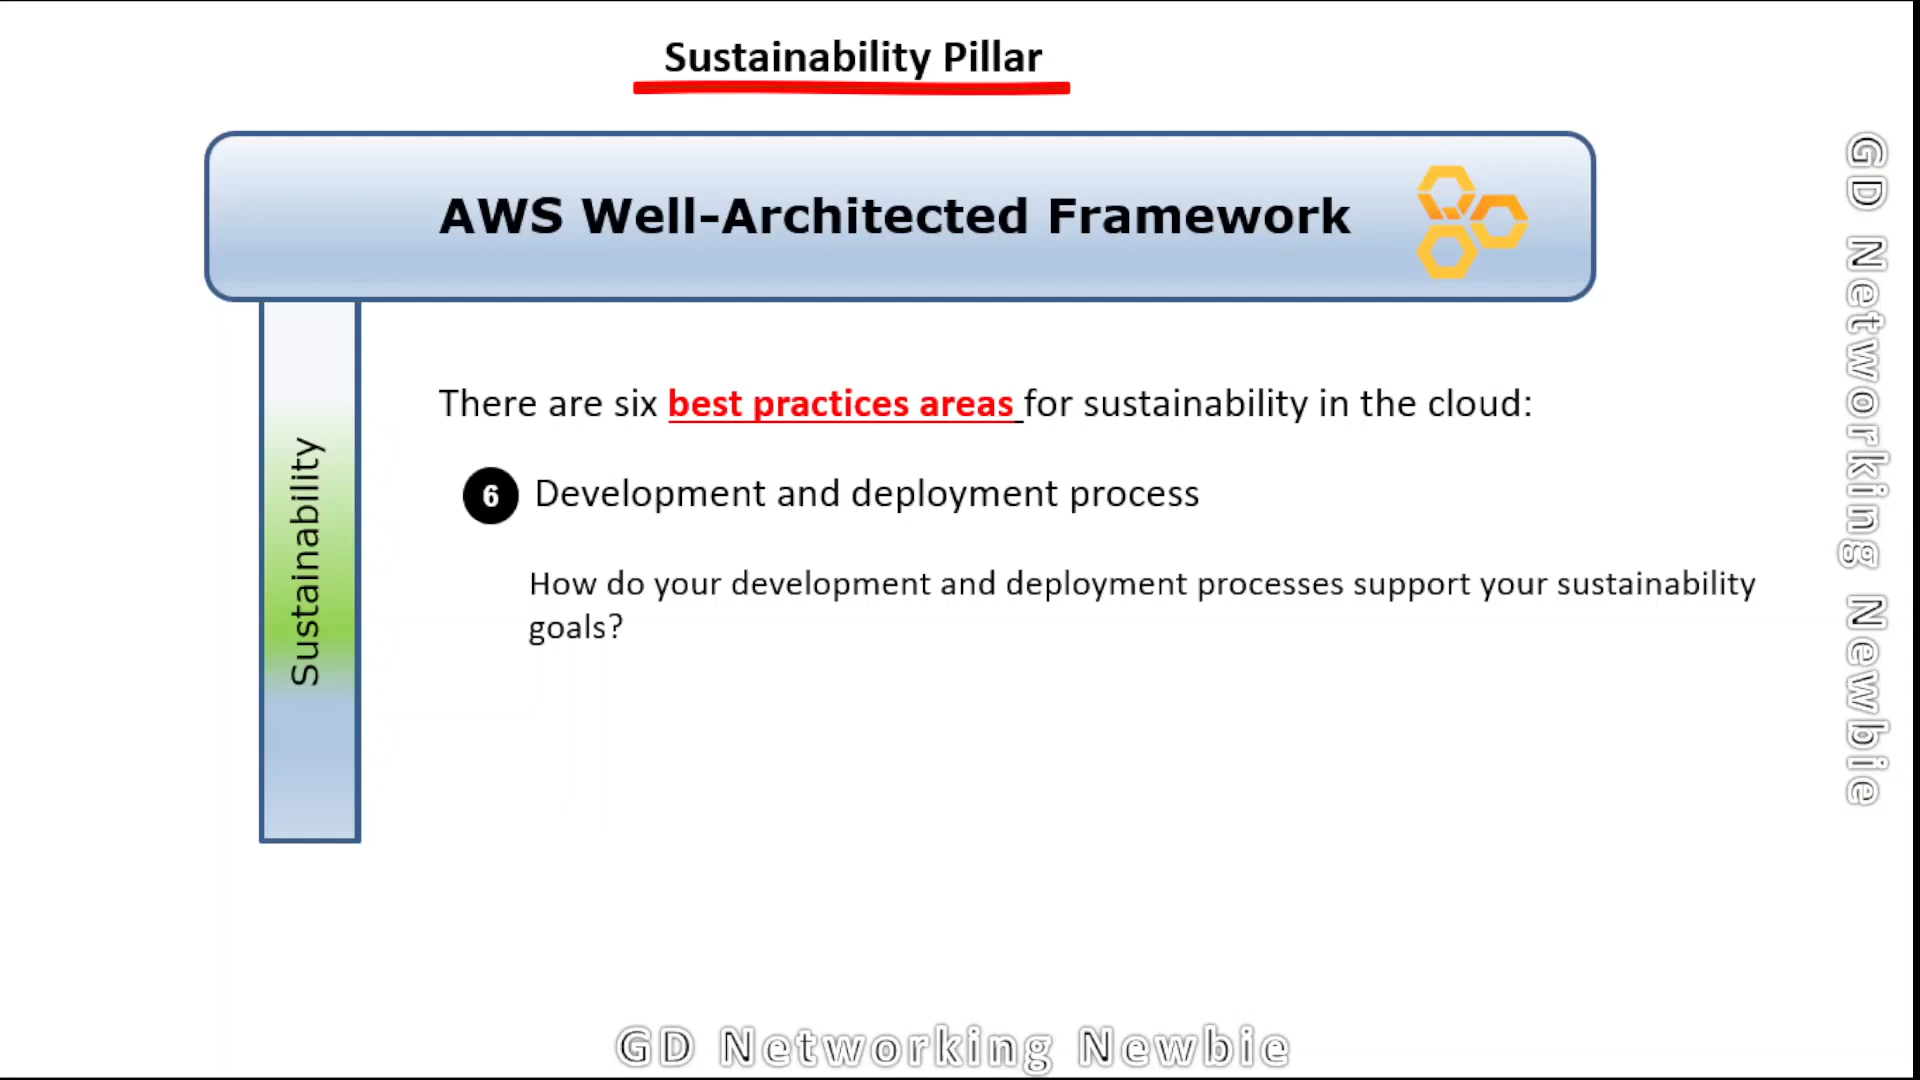 Sustainability Pillar
AWS Well-Architected Framework
Sustainability
There are six best practices areas for sustainability in the cloud:
6 Development and deployment process
How do your development and deployment processes support your sustainability
goals?
GD Networking Newbie
GD Networking Newbie